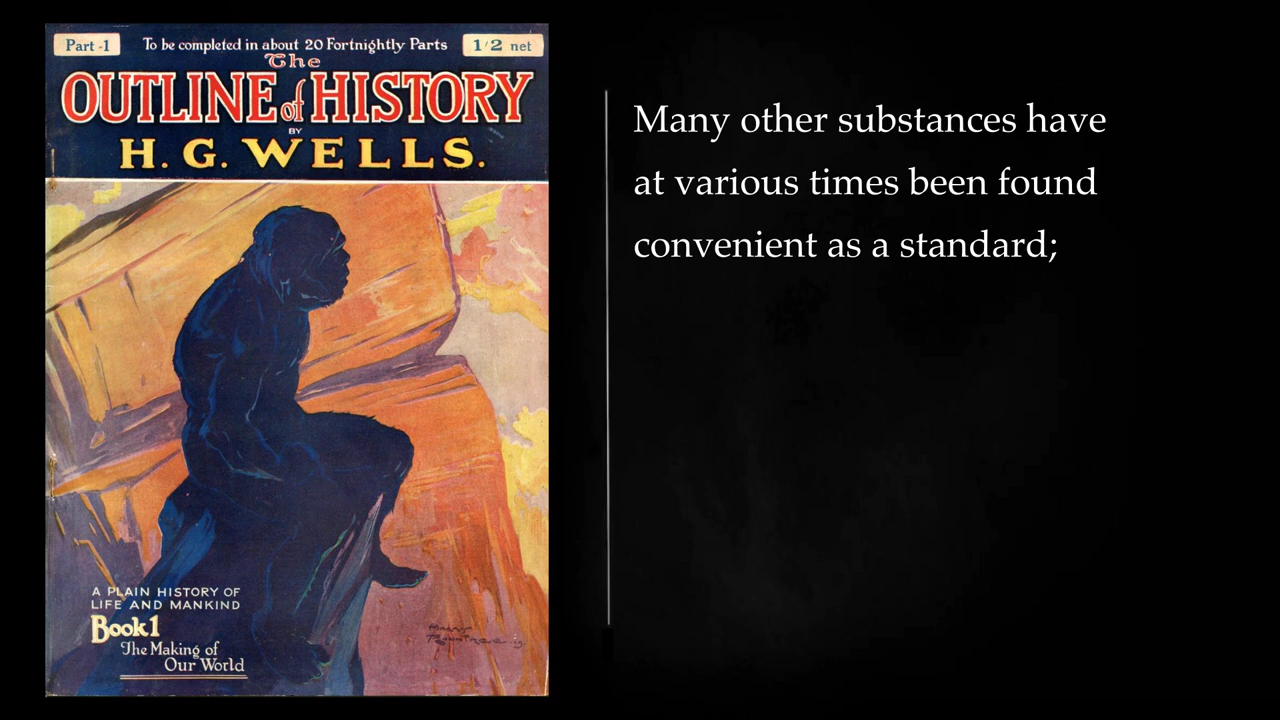 Part -1
To be completed in about 20 Fortnightly Parts
1/2 net
The
OUTLINE of HISTORY
BY
H. G. WELLS.
A PLAIN HISTORY OF
LIFE AND MANKIND
Book 1
The Making of
Our World
Many other substances have
at various times been found
convenient as a standard;